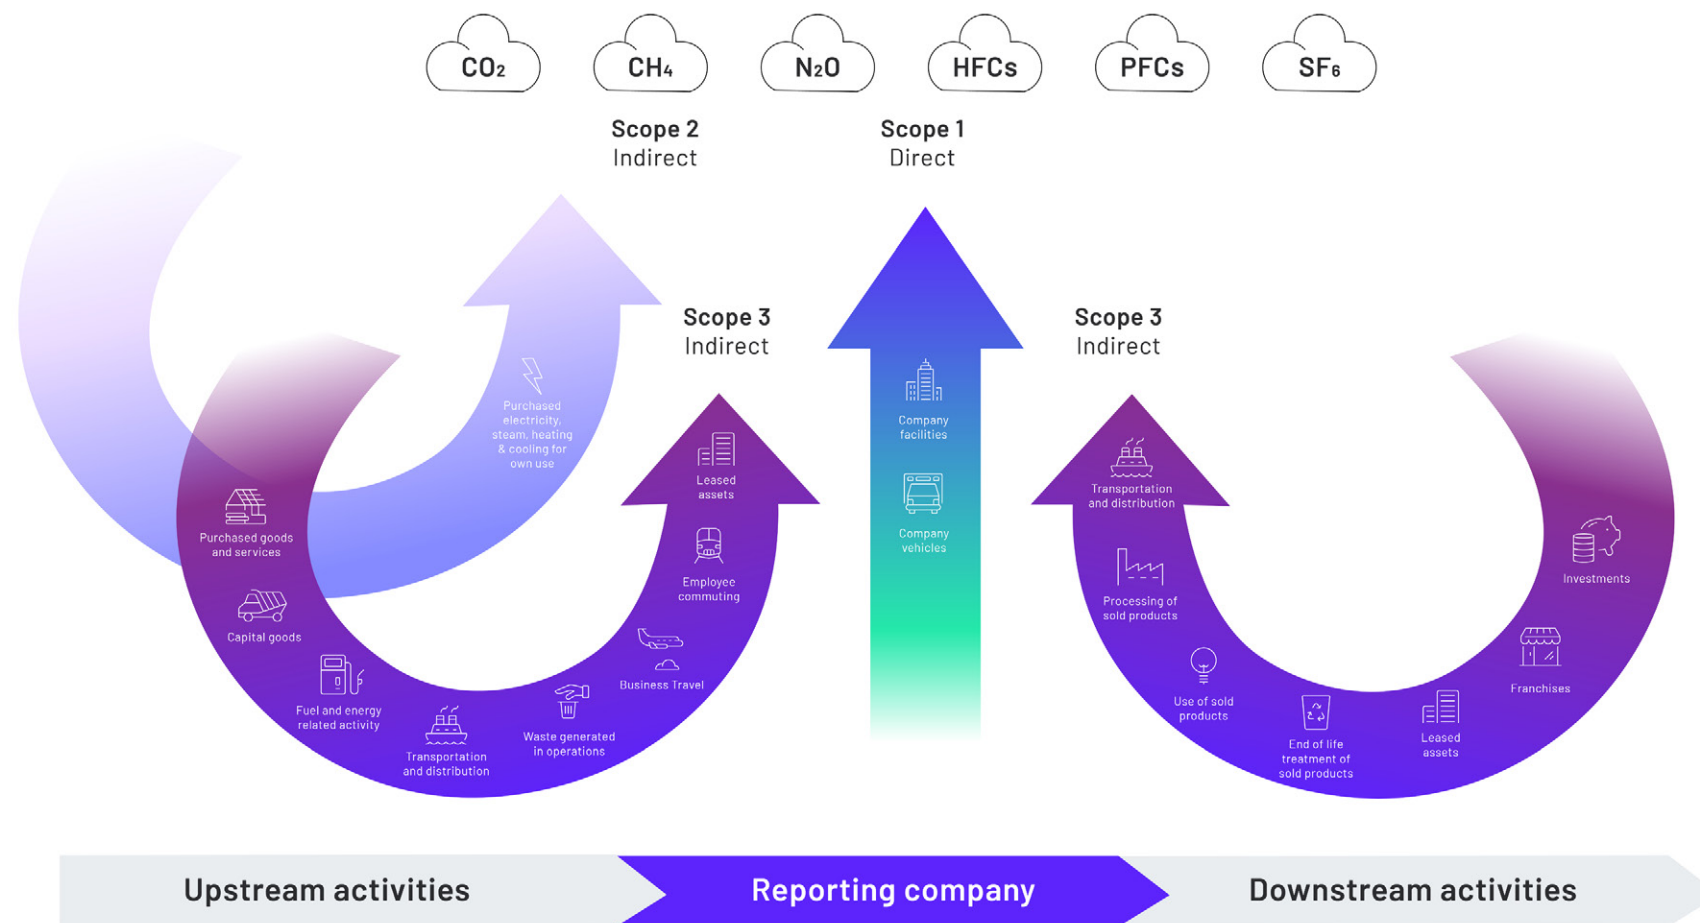 CO₂
CH₄
N₂O
HFCs
PFCs
SF₆
Scope 2
Indirect
Scope 1
Direct
Scope 3
Indirect
Scope 3
Indirect
Purchased
electricity,
steam, heating
& cooling for
own use
Purchased goods
and services
Capital goods
Fuel and energy
related activity
Transportation
and distribution
Waste generated
in operations
Business Travel
Employee
commuting
Leased
assets
Company
facilities
Company
vehicles
Transportation
and distribution
Processing of
sold products
Use of sold
products
End of life
treatment of
sold products
Leased
assets
Franchises
Investments
Upstream activities
Reporting company
Downstream activities